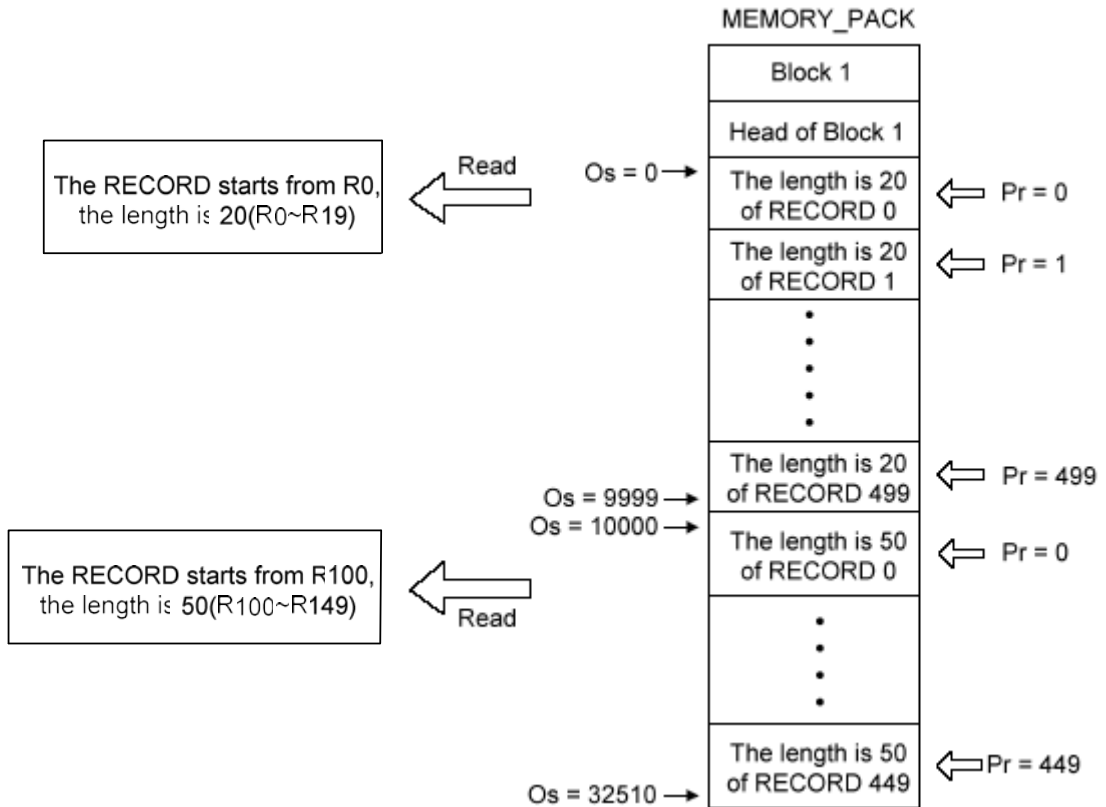 MEMORY_PACK
Block 1
Head of Block 1
Os = 0
The length is 20
of RECORD 0
Pr = 0
Read
The RECORD starts from R0,
the length is 20(R0~R19)
The length is 20
of RECORD 1
Pr = 1
The length is 20
of RECORD 499
Pr = 499
Os = 9999
Os = 10000
The length is 50
of RECORD 0
Pr = 0
The RECORD starts from R100,
the length is 50(R100~R149)
Read
The length is 50
of RECORD 449
Pr = 449
Os = 32510